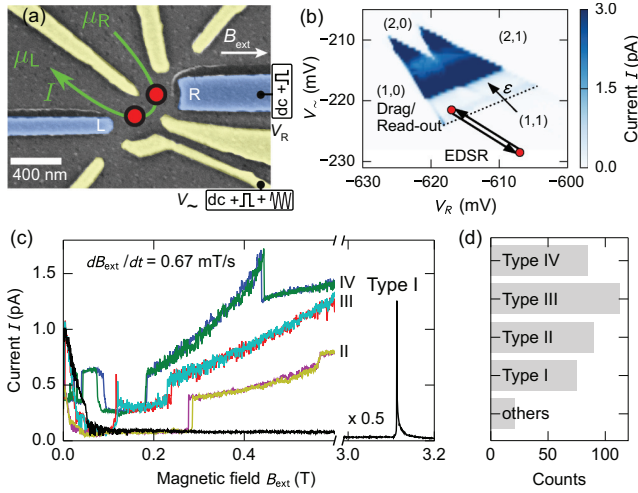 (a)
μR
μL
I
Bext
R
L
dc +
VR
400 nm
V~ dc + +
(b)
V~ (mV)
−210
−220
−230
(2,0)
(2,1)
(1,0)
Drag/
Read-out
ε
(1,1)
EDSR
−630
−620
−610
−600
VR (mV)
3.0
1.5
0.0
Current I (pA)
(c)
dBext/dt = 0.67 mT/s
Current I (pA)
1.5
1.0
0.5
0.0
IV
III
II
Type I
x 0.5
0.0
0.2
0.4
3.0
3.2
Magnetic field Bext (T)
(d)
Type IV
Type III
Type II
Type I
others
0
50
100
Counts